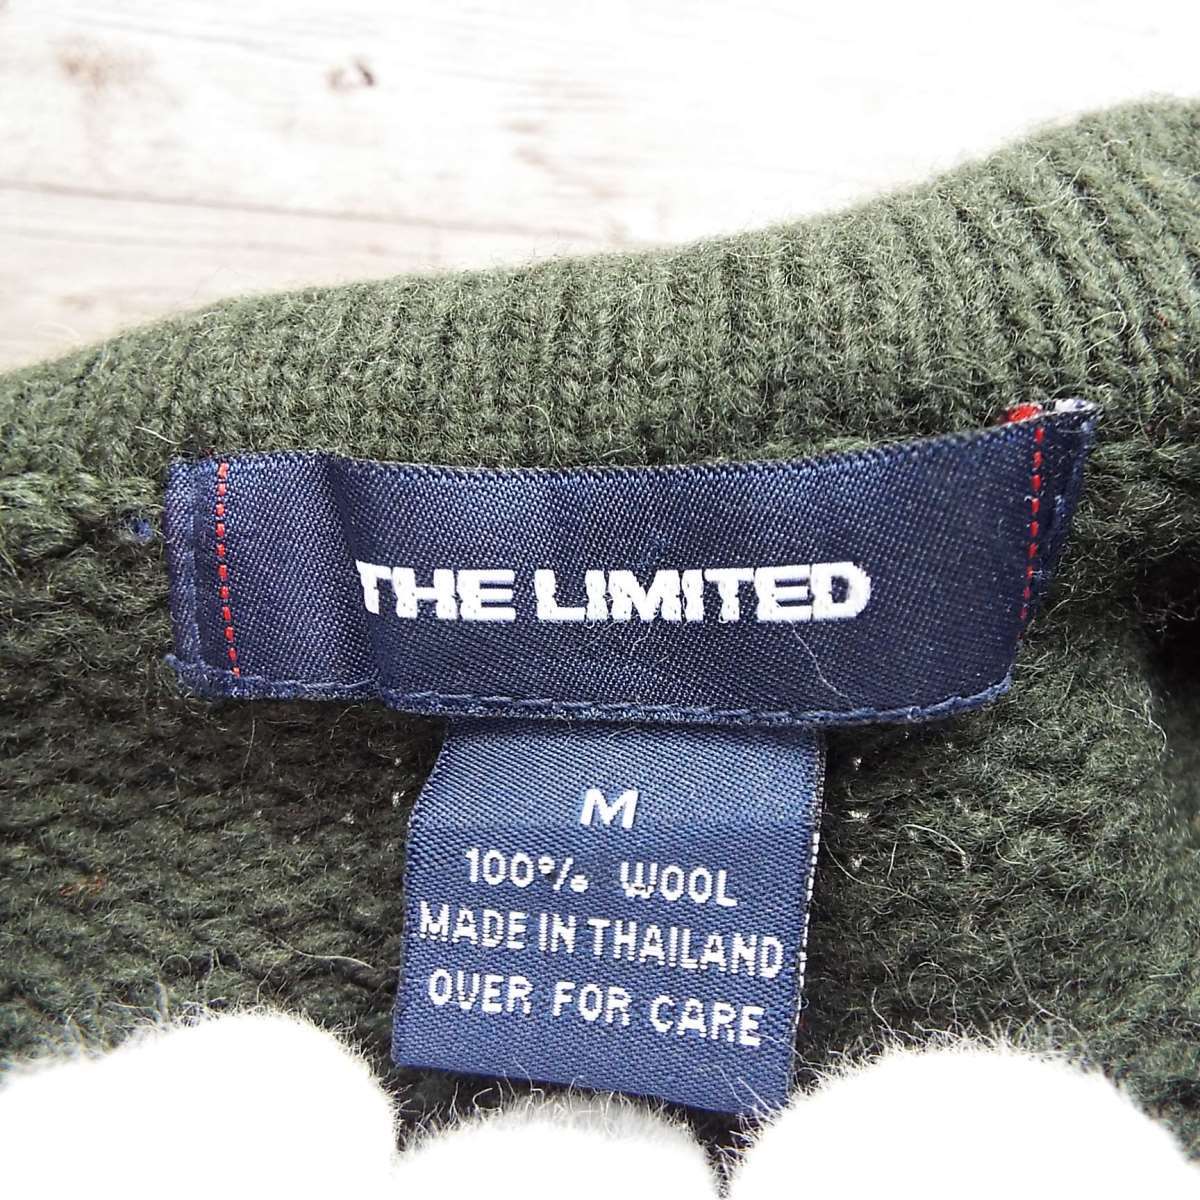 THE LIMITED
M
100% WOOL
MADE IN THAILAND
OVER FOR CARE